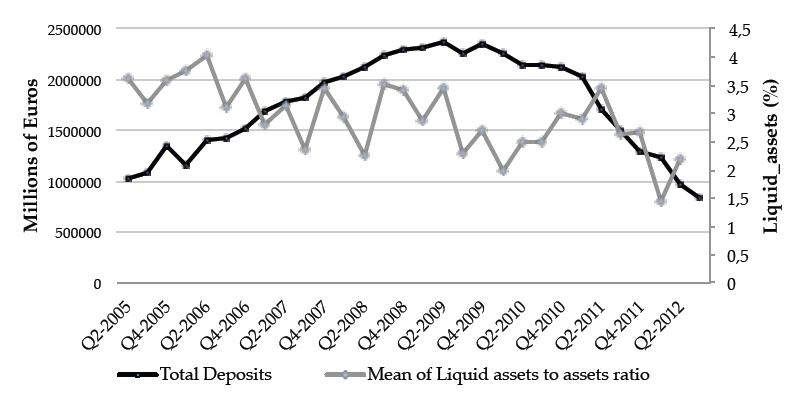 Millions of Euros
2500000
2000000
1500000
1000000
500000
0
4,5
4
3,5
3
2,5
2
1,5
1
0,5
0
Liquid_assets (%)
Q2-2005
Q4-2005
Q2-2006
Q4-2006
Q2-2007
Q4-2007
Q2-2008
Q4-2008
Q2-2009
Q4-2009
Q2-2010
Q4-2010
Q2-2011
Q4-2011
Q2-2012
Total Deposits
Mean of Liquid assets to assets ratio